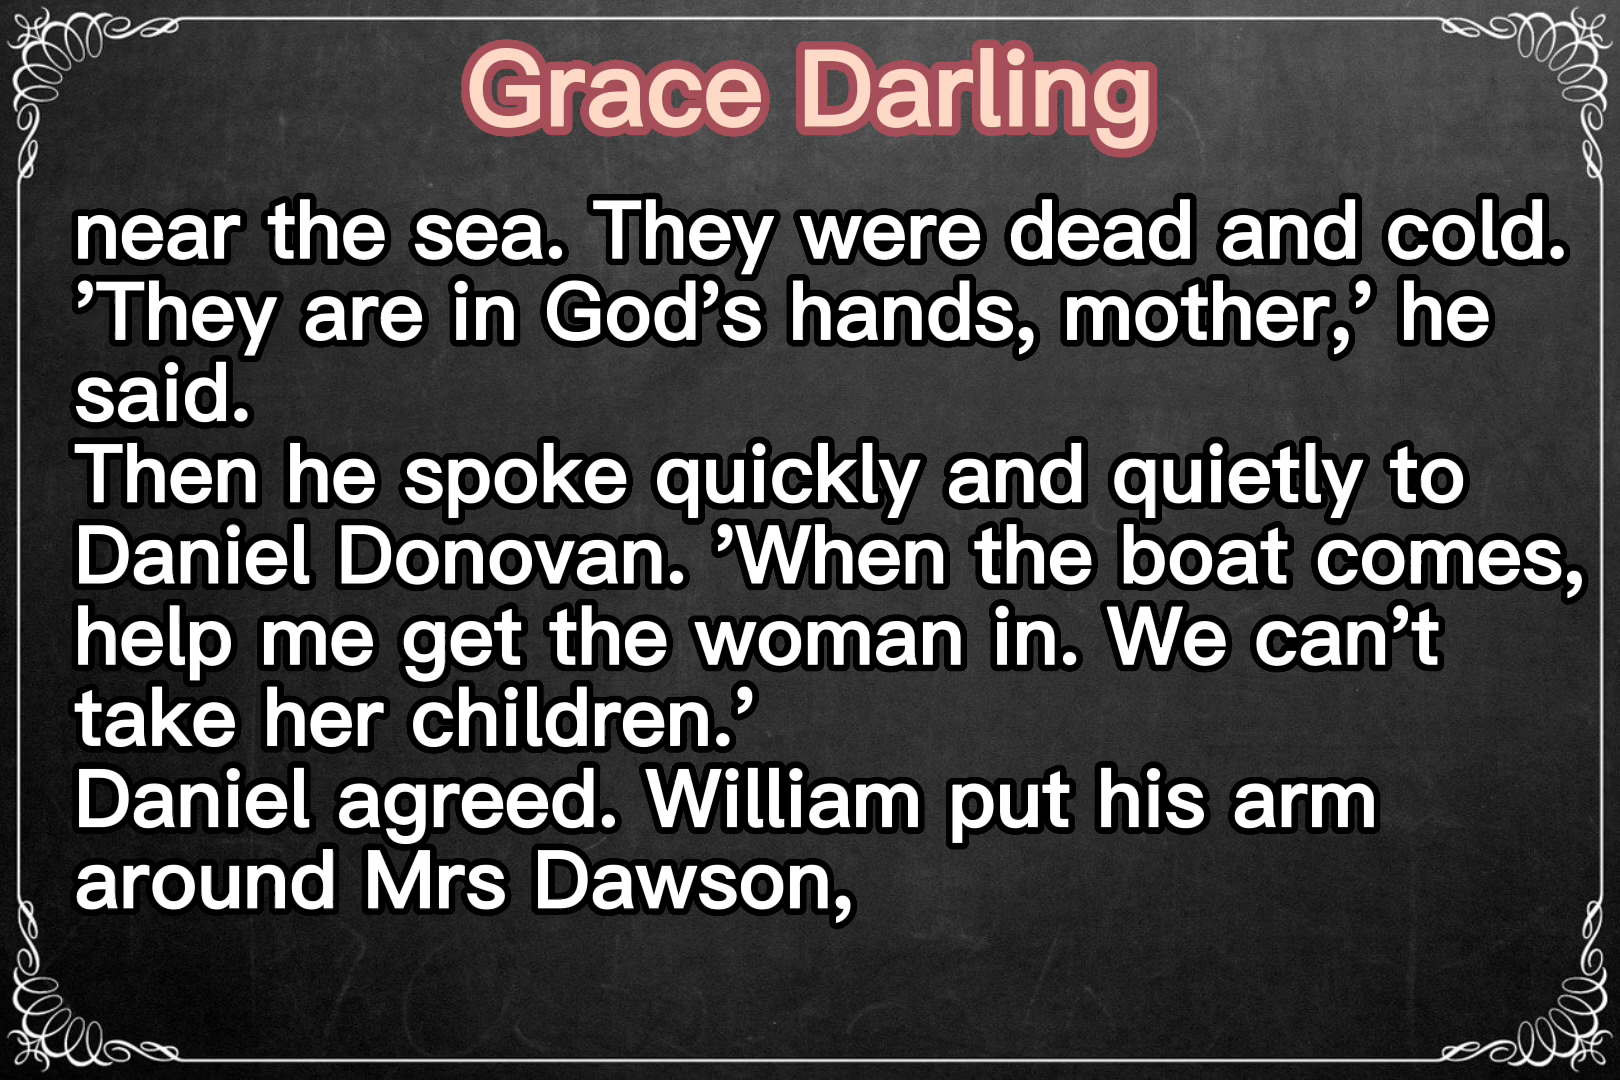 Grace Darling
near the sea. They were dead and cold.
’They are in God’s hands, mother,’ he
said.
Then he spoke quickly and quietly to
Daniel Donovan. ’When the boat comes,
help me get the woman in. We can’t
take her children.’
Daniel agreed. William put his arm
around Mrs Dawson,